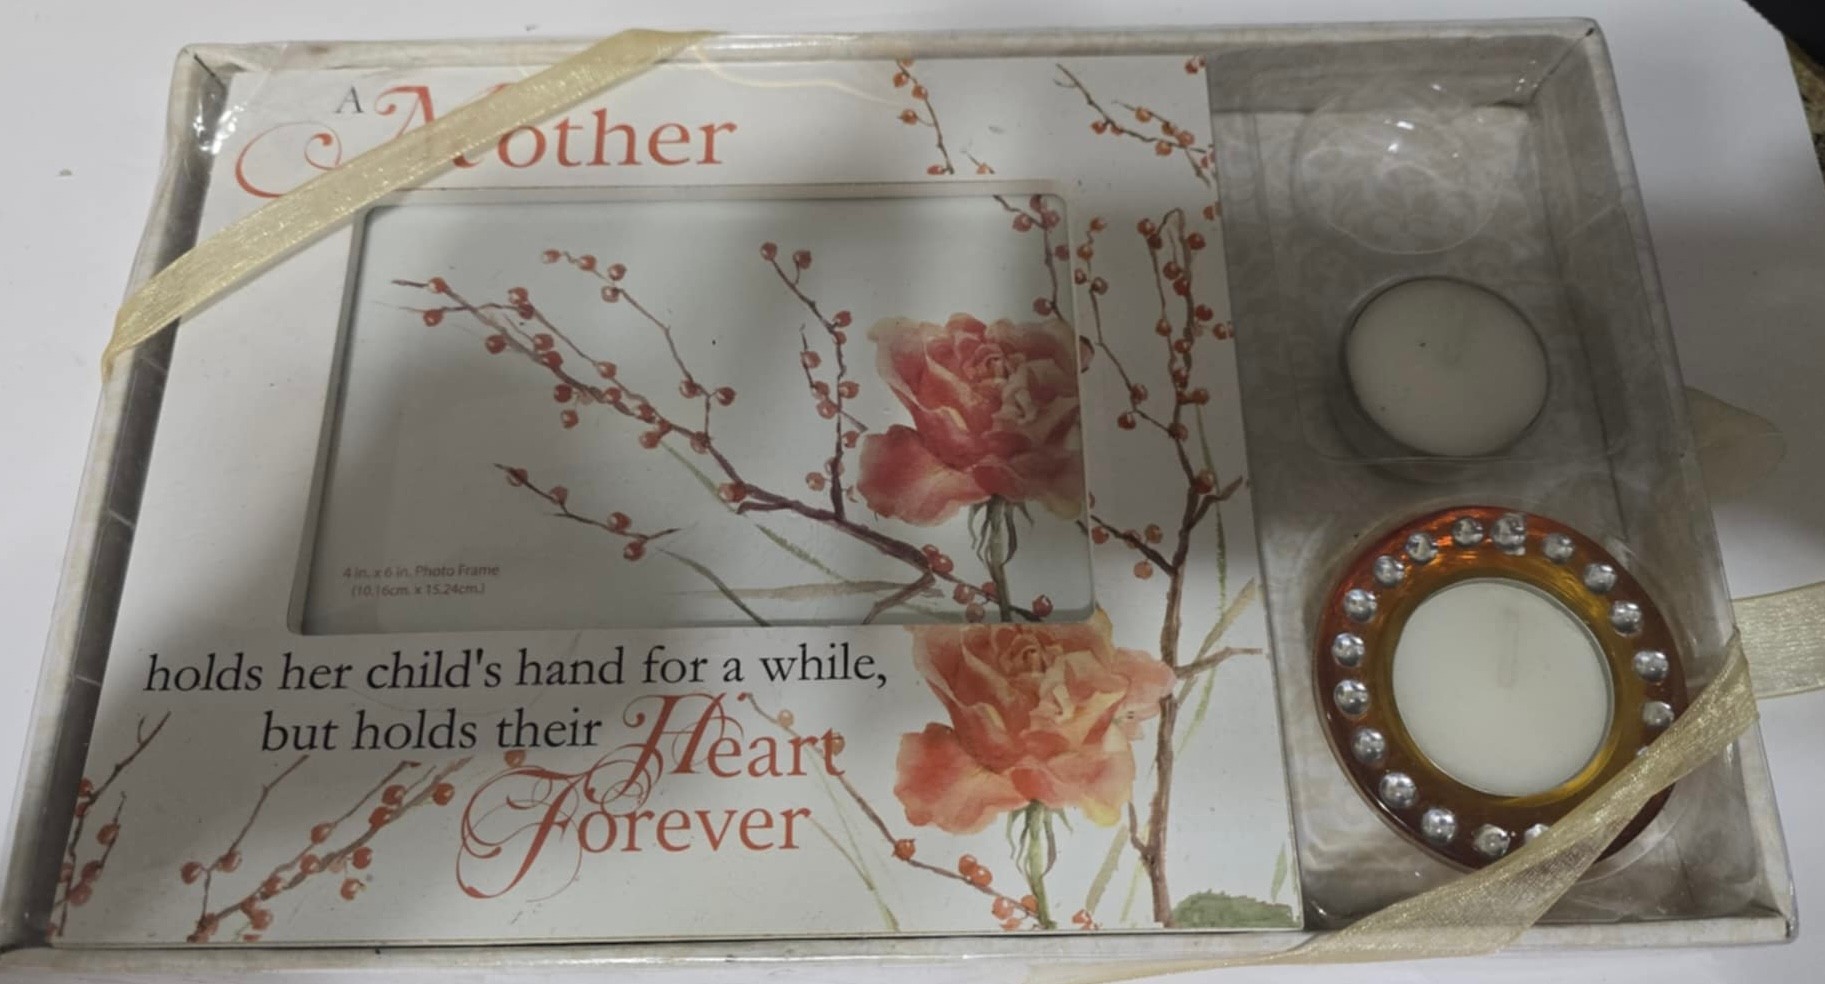 A Mother
4 in. x 6 in. Photo Frame
(10.16cm. x 15.24cm.)
holds her child's hand for a while,
but holds their Heart
Forever